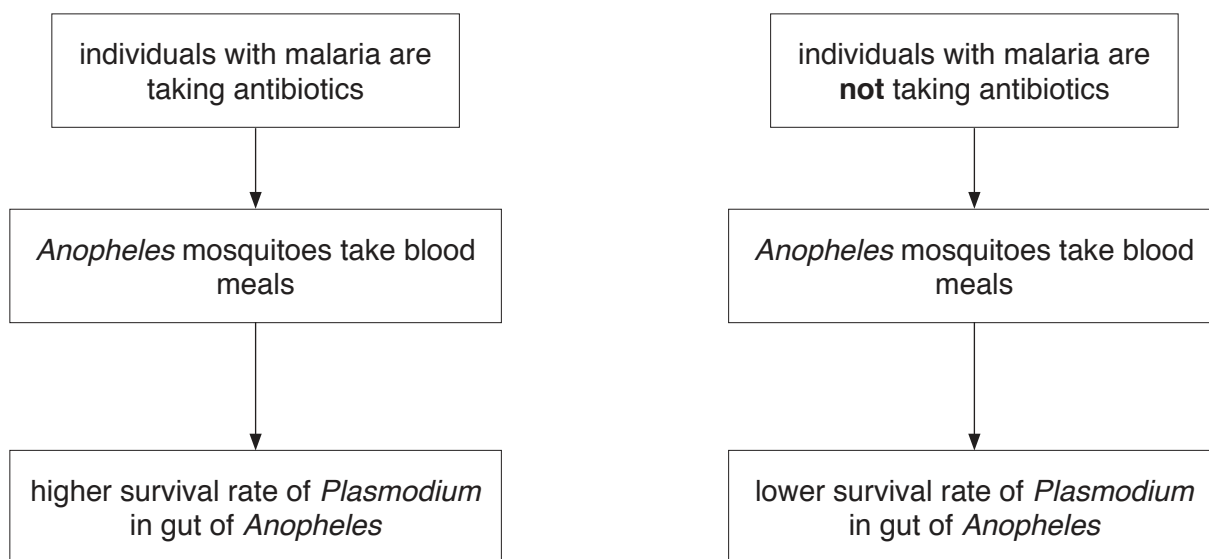 individuals with malaria are
taking antibiotics
Anopheles mosquitoes take blood
meals
higher survival rate of Plasmodium
in gut of Anopheles
individuals with malaria are
not taking antibiotics
Anopheles mosquitoes take blood
meals
lower survival rate of Plasmodium
in gut of Anopheles